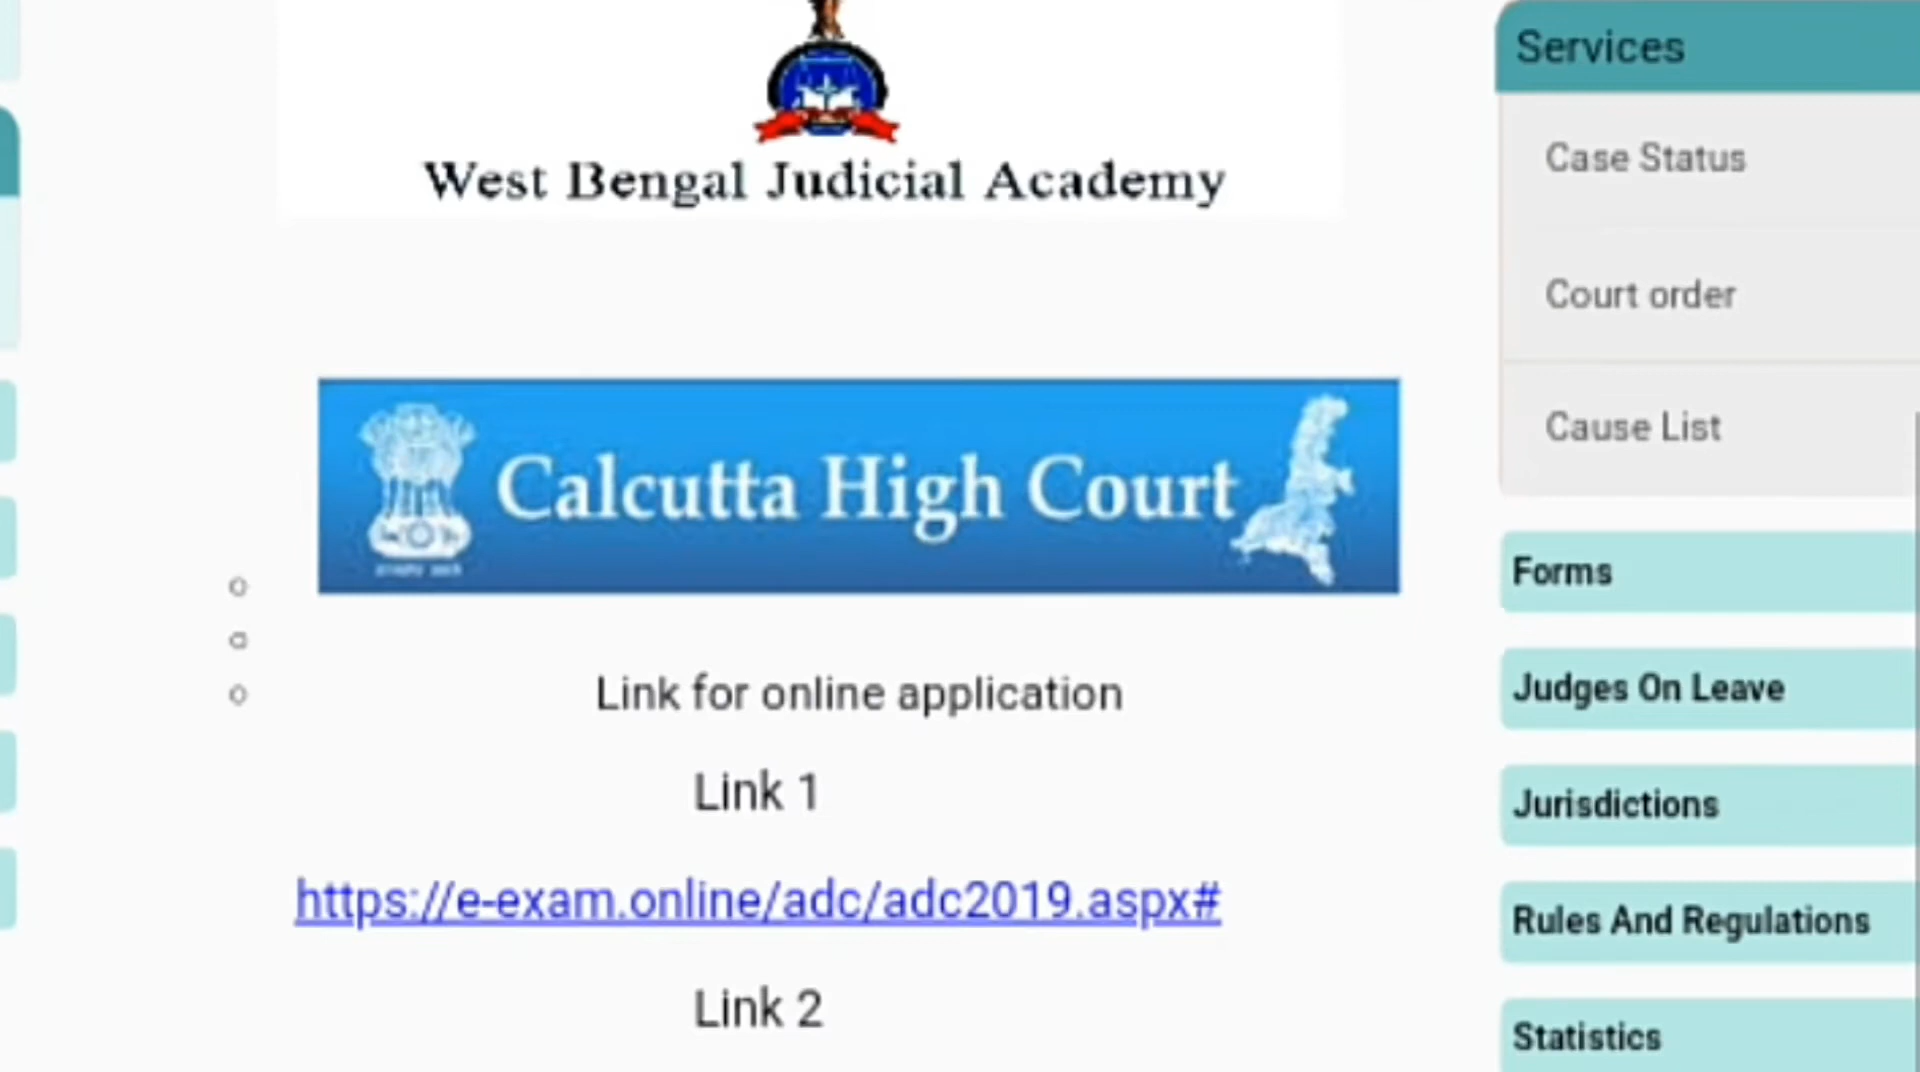 West Bengal Judicial Academy
Calcutta High Court
Link for online application
Link 1
https://e-exam.online/adc/adc2019.aspx#
Link 2
Services
Case Status
Court order
Cause List
Forms
Judges On Leave
Jurisdictions
Rules And Regulations
Statistics